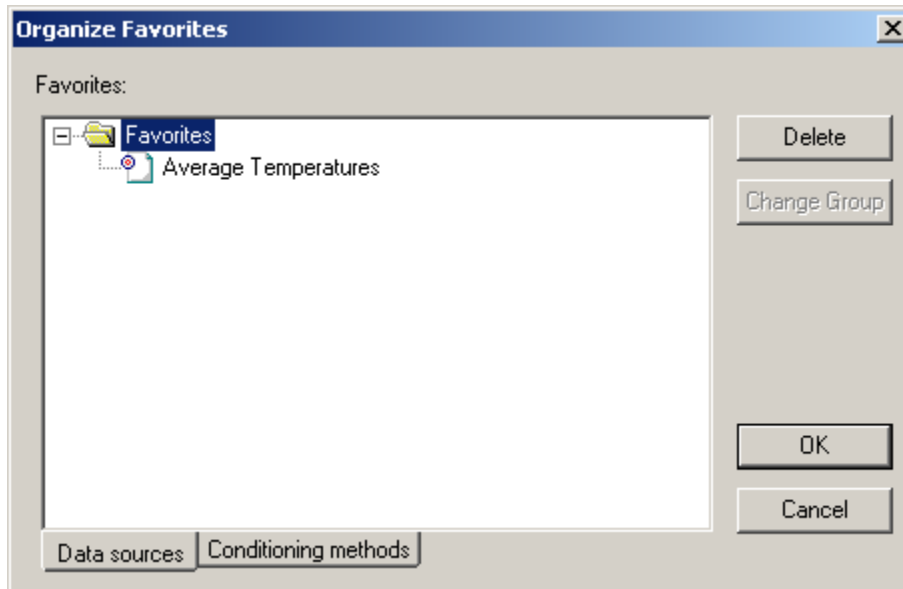 Organize Favorites
Favorites:
Favorites
Average Temperatures
Delete
Change Group
OK
Cancel
Data sources
Conditioning methods